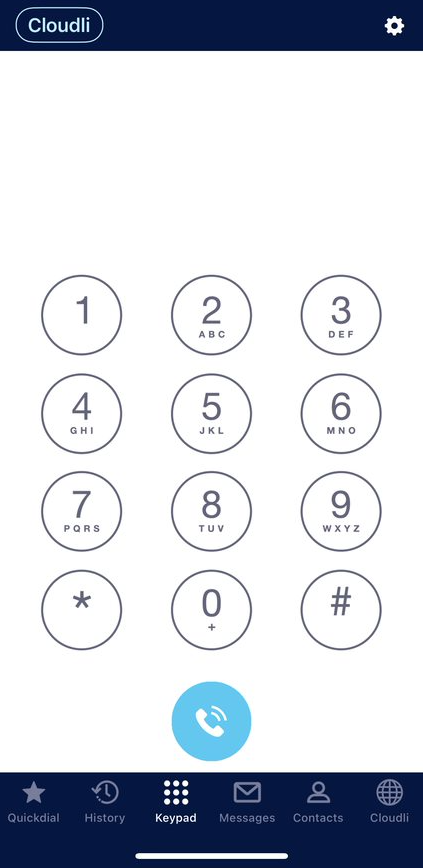 Cloudli
1
2
ABC
3
DEF
4
GHI
5
JKL
6
MNO
7
PQRS
8
TUV
9
WXYZ
*
0
+
#
Quickdial
History
Keypad
Messages
Contacts
Cloudli